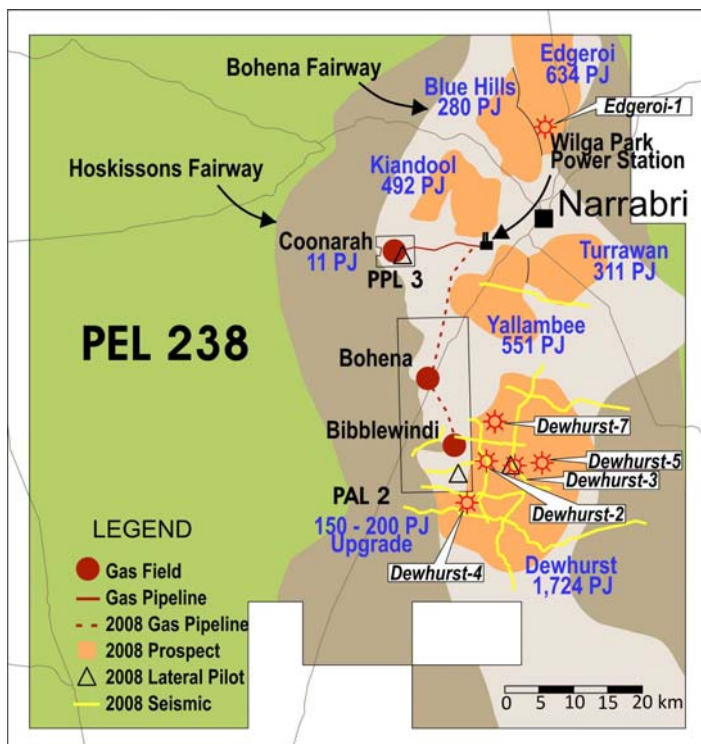 Edgeroi
634 PJ
Bohena Fairway
Blue Hills
280 PJ
Edgeroi-1
Wilga Park
Power Station
Kiandool
492 PJ
Hoskissons Fairway
Narrabri
Coonarah
11 PJ
PPL 3
Turrawan
311 PJ
PEL 238
Yallambee
551 PJ
Bohena
Bibblewindi
Dewhurst-7
Dewhurst-5
Dewhurst-3
Dewhurst-2
PAL 2
150 - 200 PJ
Upgrade
Dewhurst-4
Dewhurst
1,724 PJ
LEGEND
Gas Field
Gas Pipeline
2008 Gas Pipeline
2008 Prospect
2008 Lateral Pilot
2008 Seismic
0 5 10 15 20 km